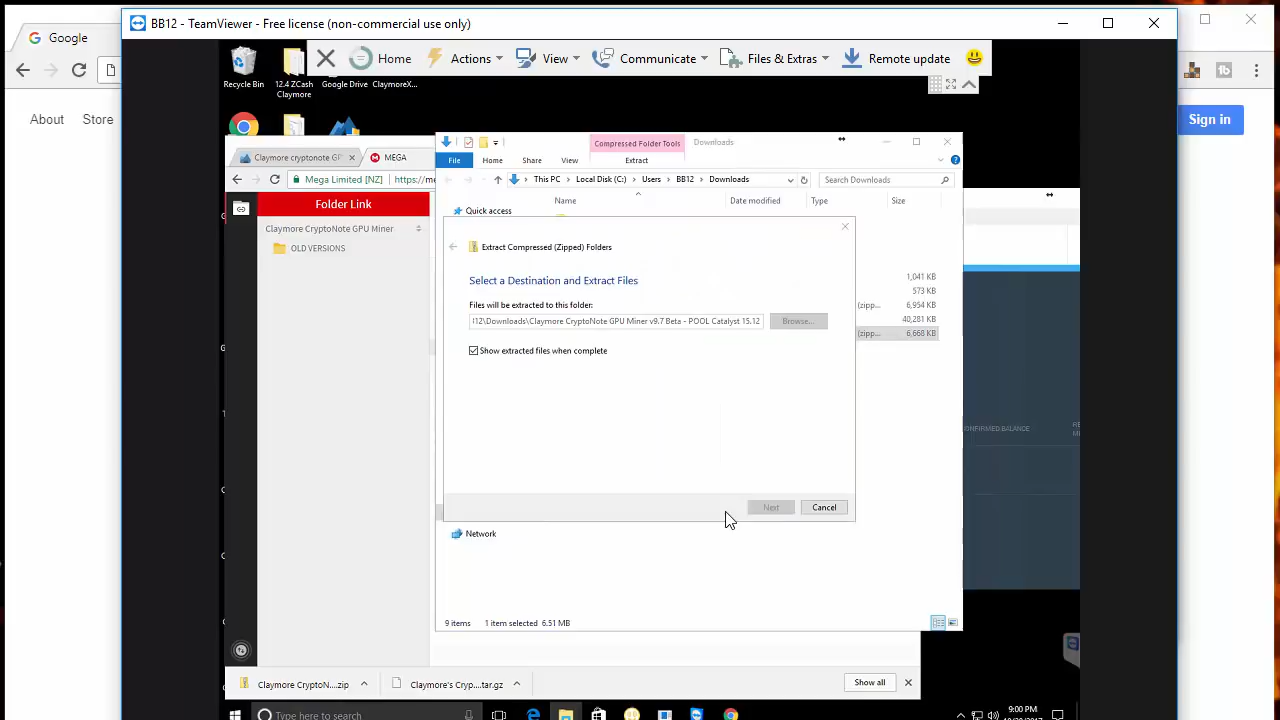 Google
BB12 - TeamViewer - Free license (non-commercial use only)
About
Store
Sign in
Home
Actions
View
Communicate
Files & Extras
Remote update
Recycle Bin
12.4 ZCash Claymore
Google Drive
ClaymoreX...
Compressed Folder Tools
Downloads
File
Home
Share
View
Extract
Claymore cryptonote GP
MEGA
Mega Limited [NZ]
https://me
This PC
Local Disk (C:)
Users
BB12
Downloads
Search Downloads
Name
Date modified
Type
Size
Folder Link
Quick access
Claymore CryptoNote GPU Miner
OLD VERSIONS
Extract Compressed (Zipped) Folders
Select a Destination and Extract Files
Files will be extracted to this folder:
l12\Downloads\Claymore CryptoNote GPU Miner v9.7 Beta - POOL Catalyst 15.12
Browse...
Show extracted files when complete
1,041 KB
573 KB
(zipp...
6,954 KB
40,281 KB
(zipp...
6,668 KB
ONFIRMED BALANCE
Next
Cancel
Network
9 items
1 item selected 6.51 MB
Claymore CryptoN....zip
Claymore's Cryp....tar.gz
Show all
Type here to search
9:00 PM